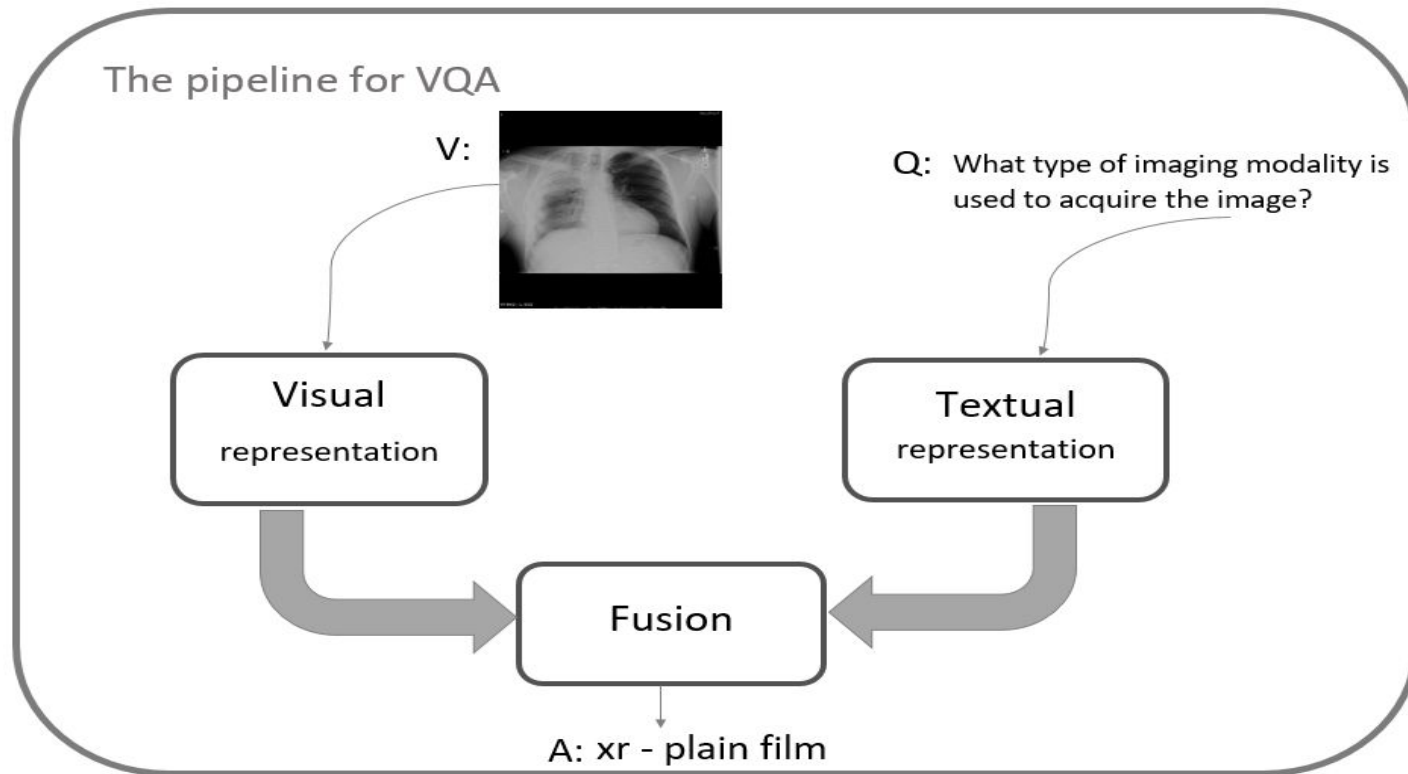 The pipeline for VQA
V:
Q: What type of imaging modality is
used to acquire the image?
Visual
representation
Textual
representation
Fusion
A: xr - plain film